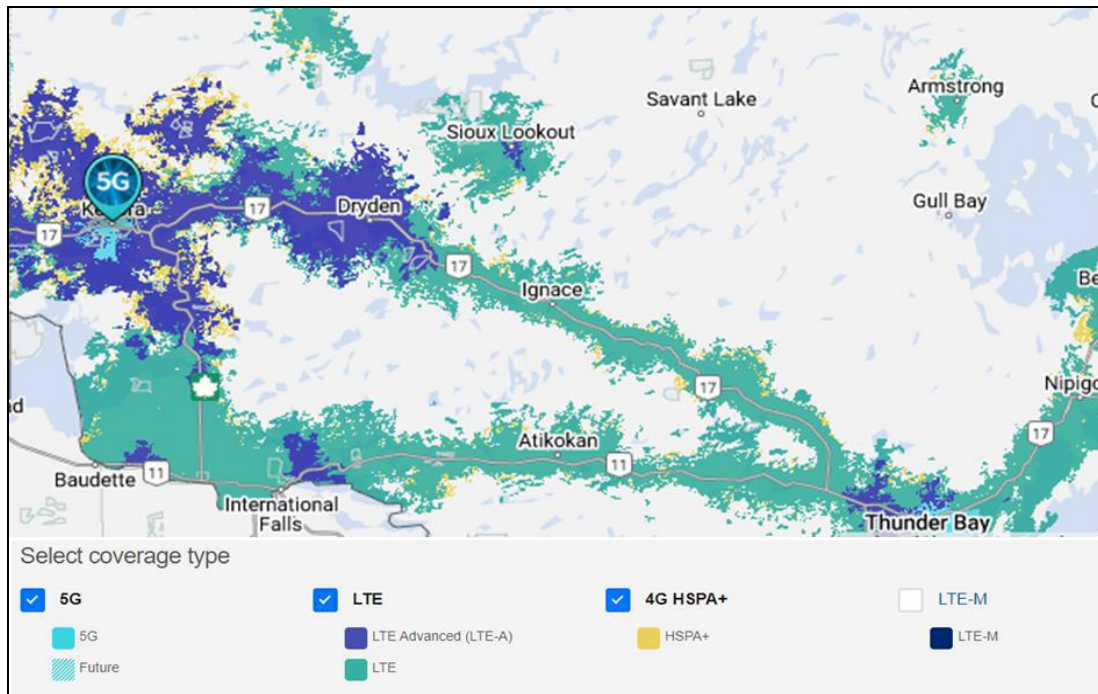 Armstrong
Savant Lake
Sioux Lookout
5G
17
17
Dryden
Gull Bay
17
Ignace
17
Nipigo
17
Atikokan
11
Baudette
11
International
Falls
Thunder Bay
Select coverage type
5G
LTE
4G HSPA+
LTE-M
5G
LTE Advanced (LTE-A)
HSPA+
LTE-M
Future
LTE